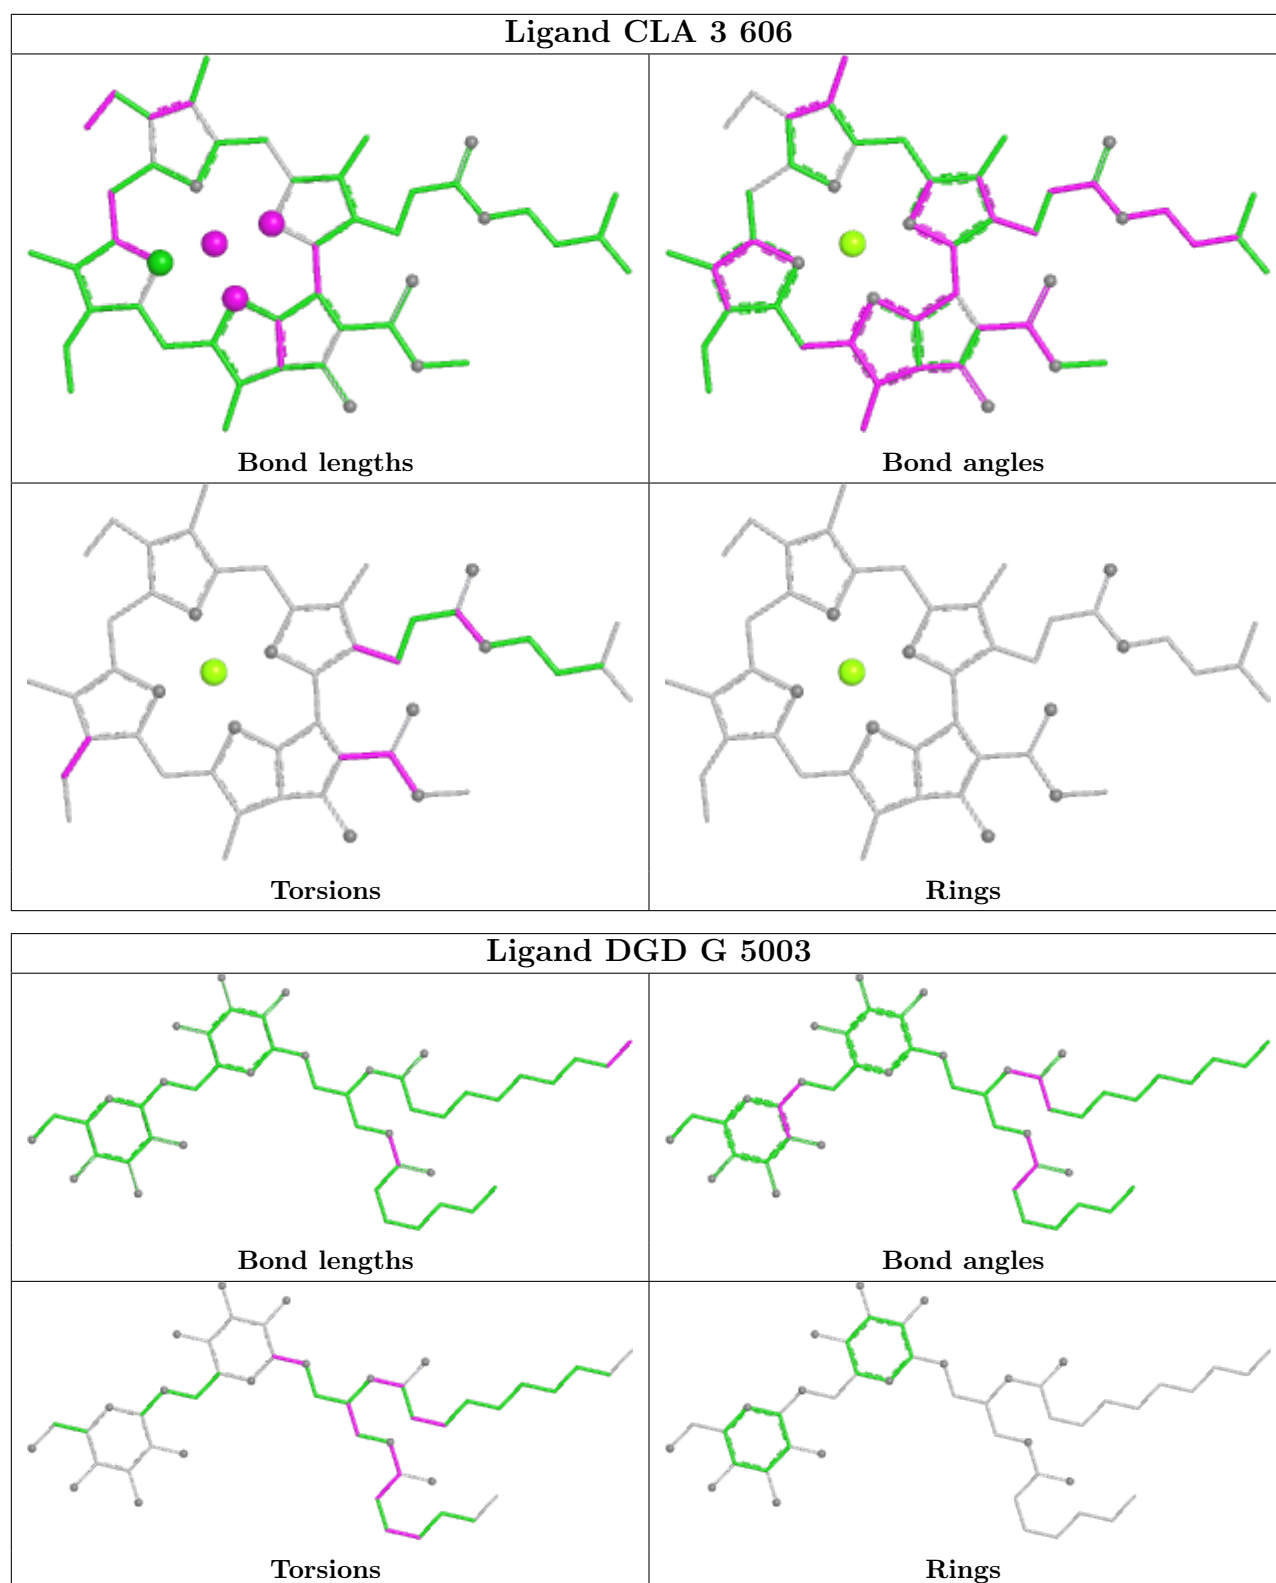 Ligand CLA 3 606
Bond lengths
Bond angles
Torsions
Rings
Ligand DGD G 5003
Bond lengths
Bond angles
Torsions
Rings